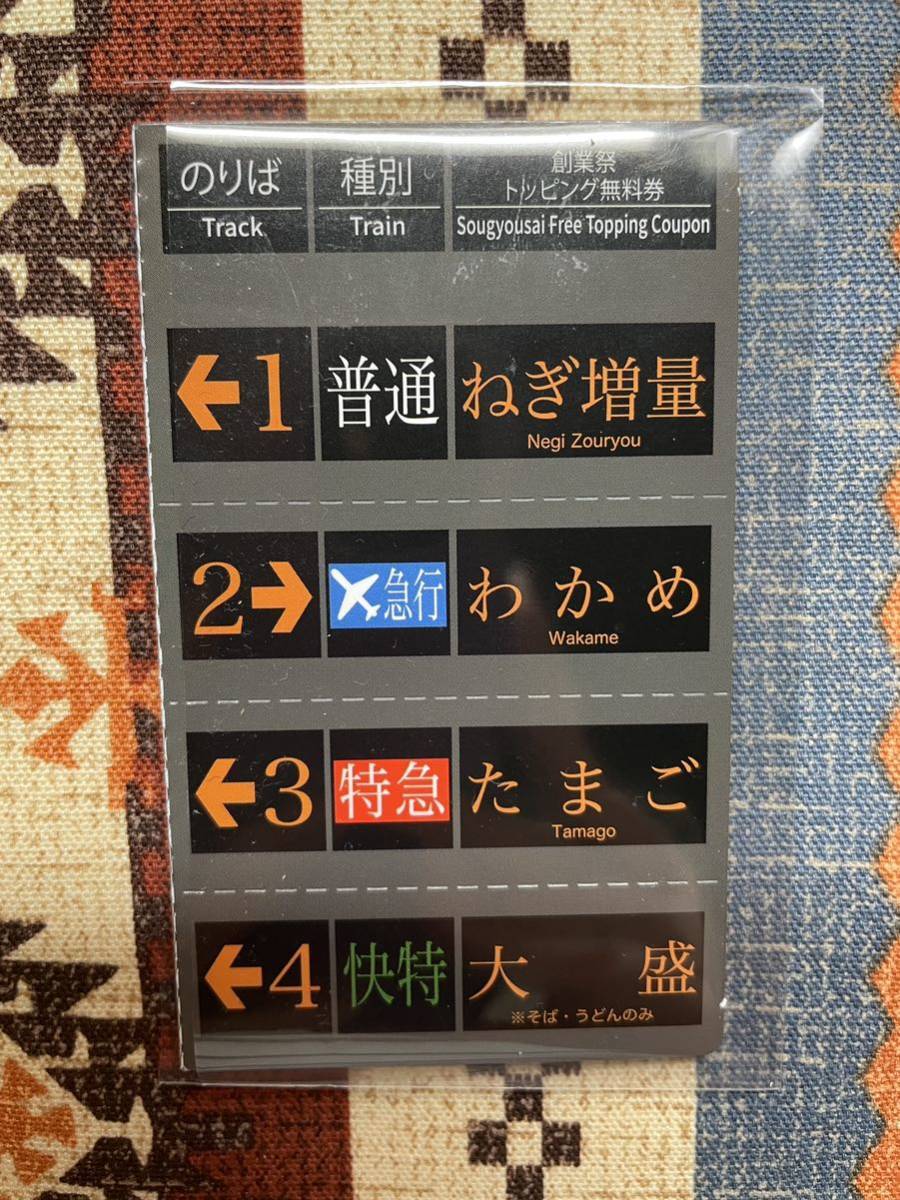 のりば 種別 創業祭
トッピング無料券
Track Train Sougyousai Free Topping Coupon
←1 普通 ねぎ増量
Negi Zouryou
2→ 急行 わかめ
Wakame
←3 特急 たまご
Tamago
←4 快特 大盛
※そば・うどんのみ